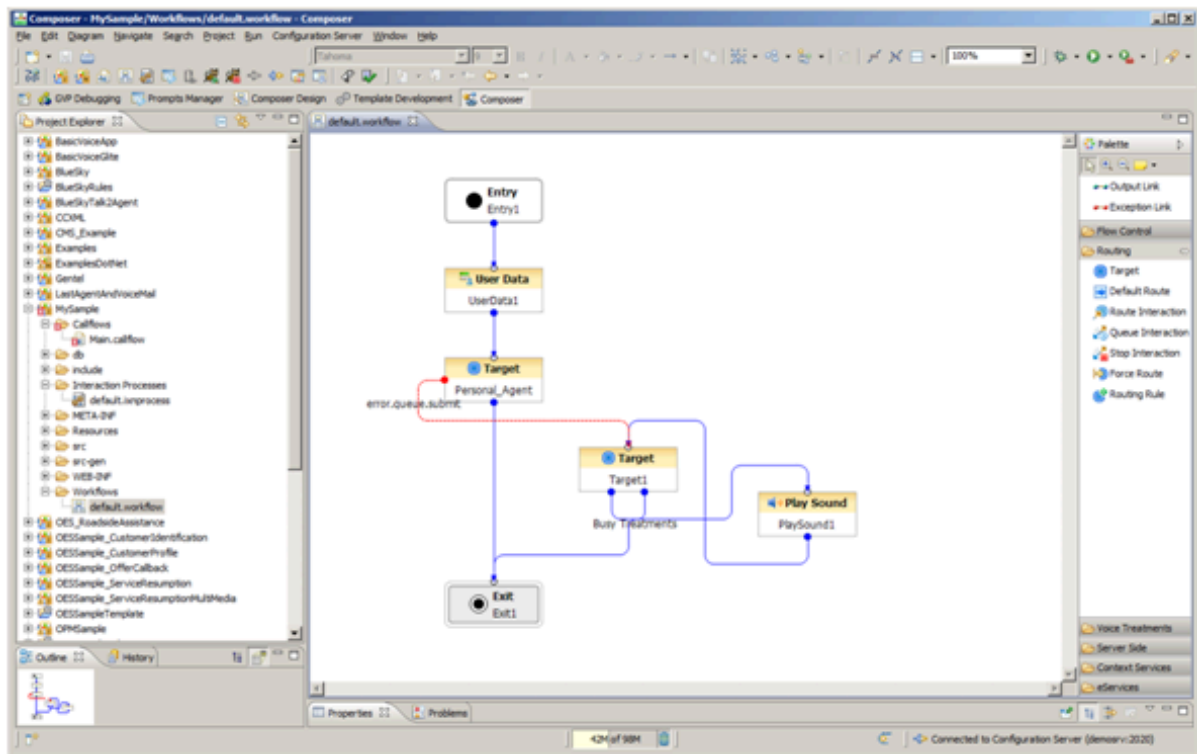 Composer - MySample/Workflows/default.workflow - Composer
File Edit Diagram Navigate Search Project Run Configuration Server Window Help
Tahoma 9 B I A 100%
GVP Debugging Prompts Manager Composer Design Template Development Composer
Project Explorer
default.workflow
BasicVoiceApp
BasicVoiceGlite
BlueSky
BlueSkyRules
BlueSkyTalk2Agent
CCXML
CMS_Example
Examples
ExamplesDotNet
Gentel
LastAgentAndVoiceMail
MySample
Callflows
Main.callflow
db
include
Interaction Processes
default.ixnprocess
META-INF
Resources
src
src-gen
WEB-INF
Workflows
default.workflow
OES_RoadsideAssistance
OESSample_CustomerIdentification
OESSample_CustomerProfile
OESSample_OfferCallback
OESSample_ServiceResumption
OESSample_ServiceResumptionMultiMedia
OESSampleTemplate
OPMSample
Outline History
Entry
Entry1
User Data
UserData1
Target
Personal_Agent
error.queue.submit
Target
Target1
Busy Treatments
Play Sound
PlaySound1
Exit
Exit1
Palette
Output Link
Exception Link
Flow Control
Routing
Target
Default Route
Route Interaction
Queue Interaction
Stop Interaction
Force Route
Routing Rule
Voice Treatments
Server Side
Context Services
eServices
Properties Problems
42M of 98M
Connected to Configuration Server (demosrv:2020)